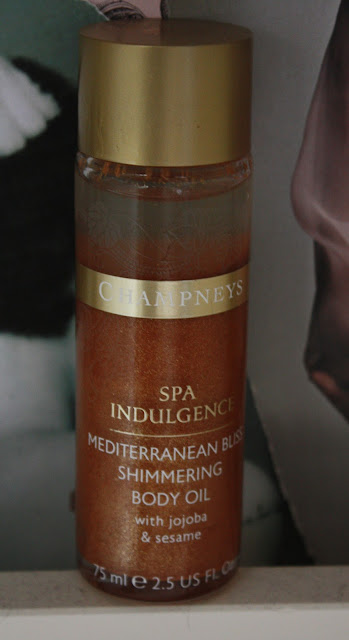 CHAMPNEYS
SPA
INDULGENCE
MEDITERRANEAN BLISS
SHIMMERING
BODY OIL
with jojoba
& sesame
75 ml e 2.5 US FL Oz